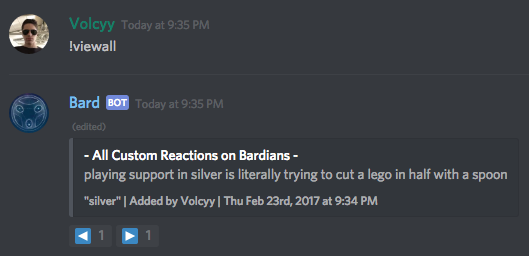 Volcyy Today at 9:35 PM
!viewall
Bard BOT Today at 9:35 PM
(edited)
- All Custom Reactions on Bardians -
playing support in silver is literally trying to cut a lego in half with a spoon
"silver" | Added by Volcyy | Thu Feb 23rd, 2017 at 9:34 PM
◀ 1 ▶ 1